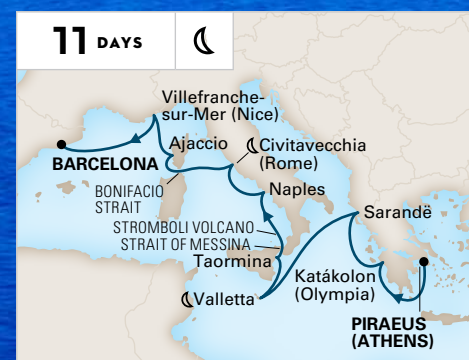 11 DAYS
Villefranche-
sur-Mer (Nice)
Ajaccio
Civitavecchia
(Rome)
BARCELONA
BONIFACIO
STRAIT
Naples
Sarandë
STROMBOLI VOLCANO
STRAIT OF MESSINA
Taormina
Katákolon
(Olympia)
Valletta
PIRAEUS
(ATHENS)